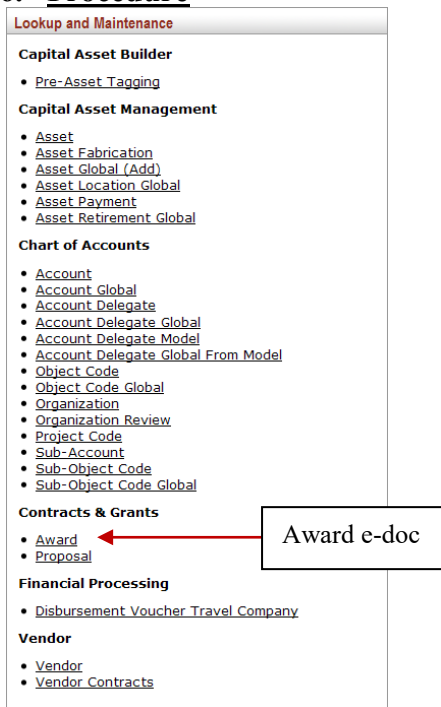 Lookup and Maintenance
Capital Asset Builder
• Pre-Asset Tagging
Capital Asset Management
• Asset
• Asset Fabrication
• Asset Global (Add)
• Asset Location Global
• Asset Payment
• Asset Retirement Global
Chart of Accounts
• Account
• Account Global
• Account Delegate
• Account Delegate Global
• Account Delegate Model
• Account Delegate Global From Model
• Object Code
• Object Code Global
• Organization
• Organization Review
• Project Code
• Sub-Account
• Sub-Object Code
• Sub-Object Code Global
Contracts & Grants
• Award
Award e-doc
• Proposal
Financial Processing
• Disbursement Voucher Travel Company
Vendor
• Vendor
• Vendor Contracts